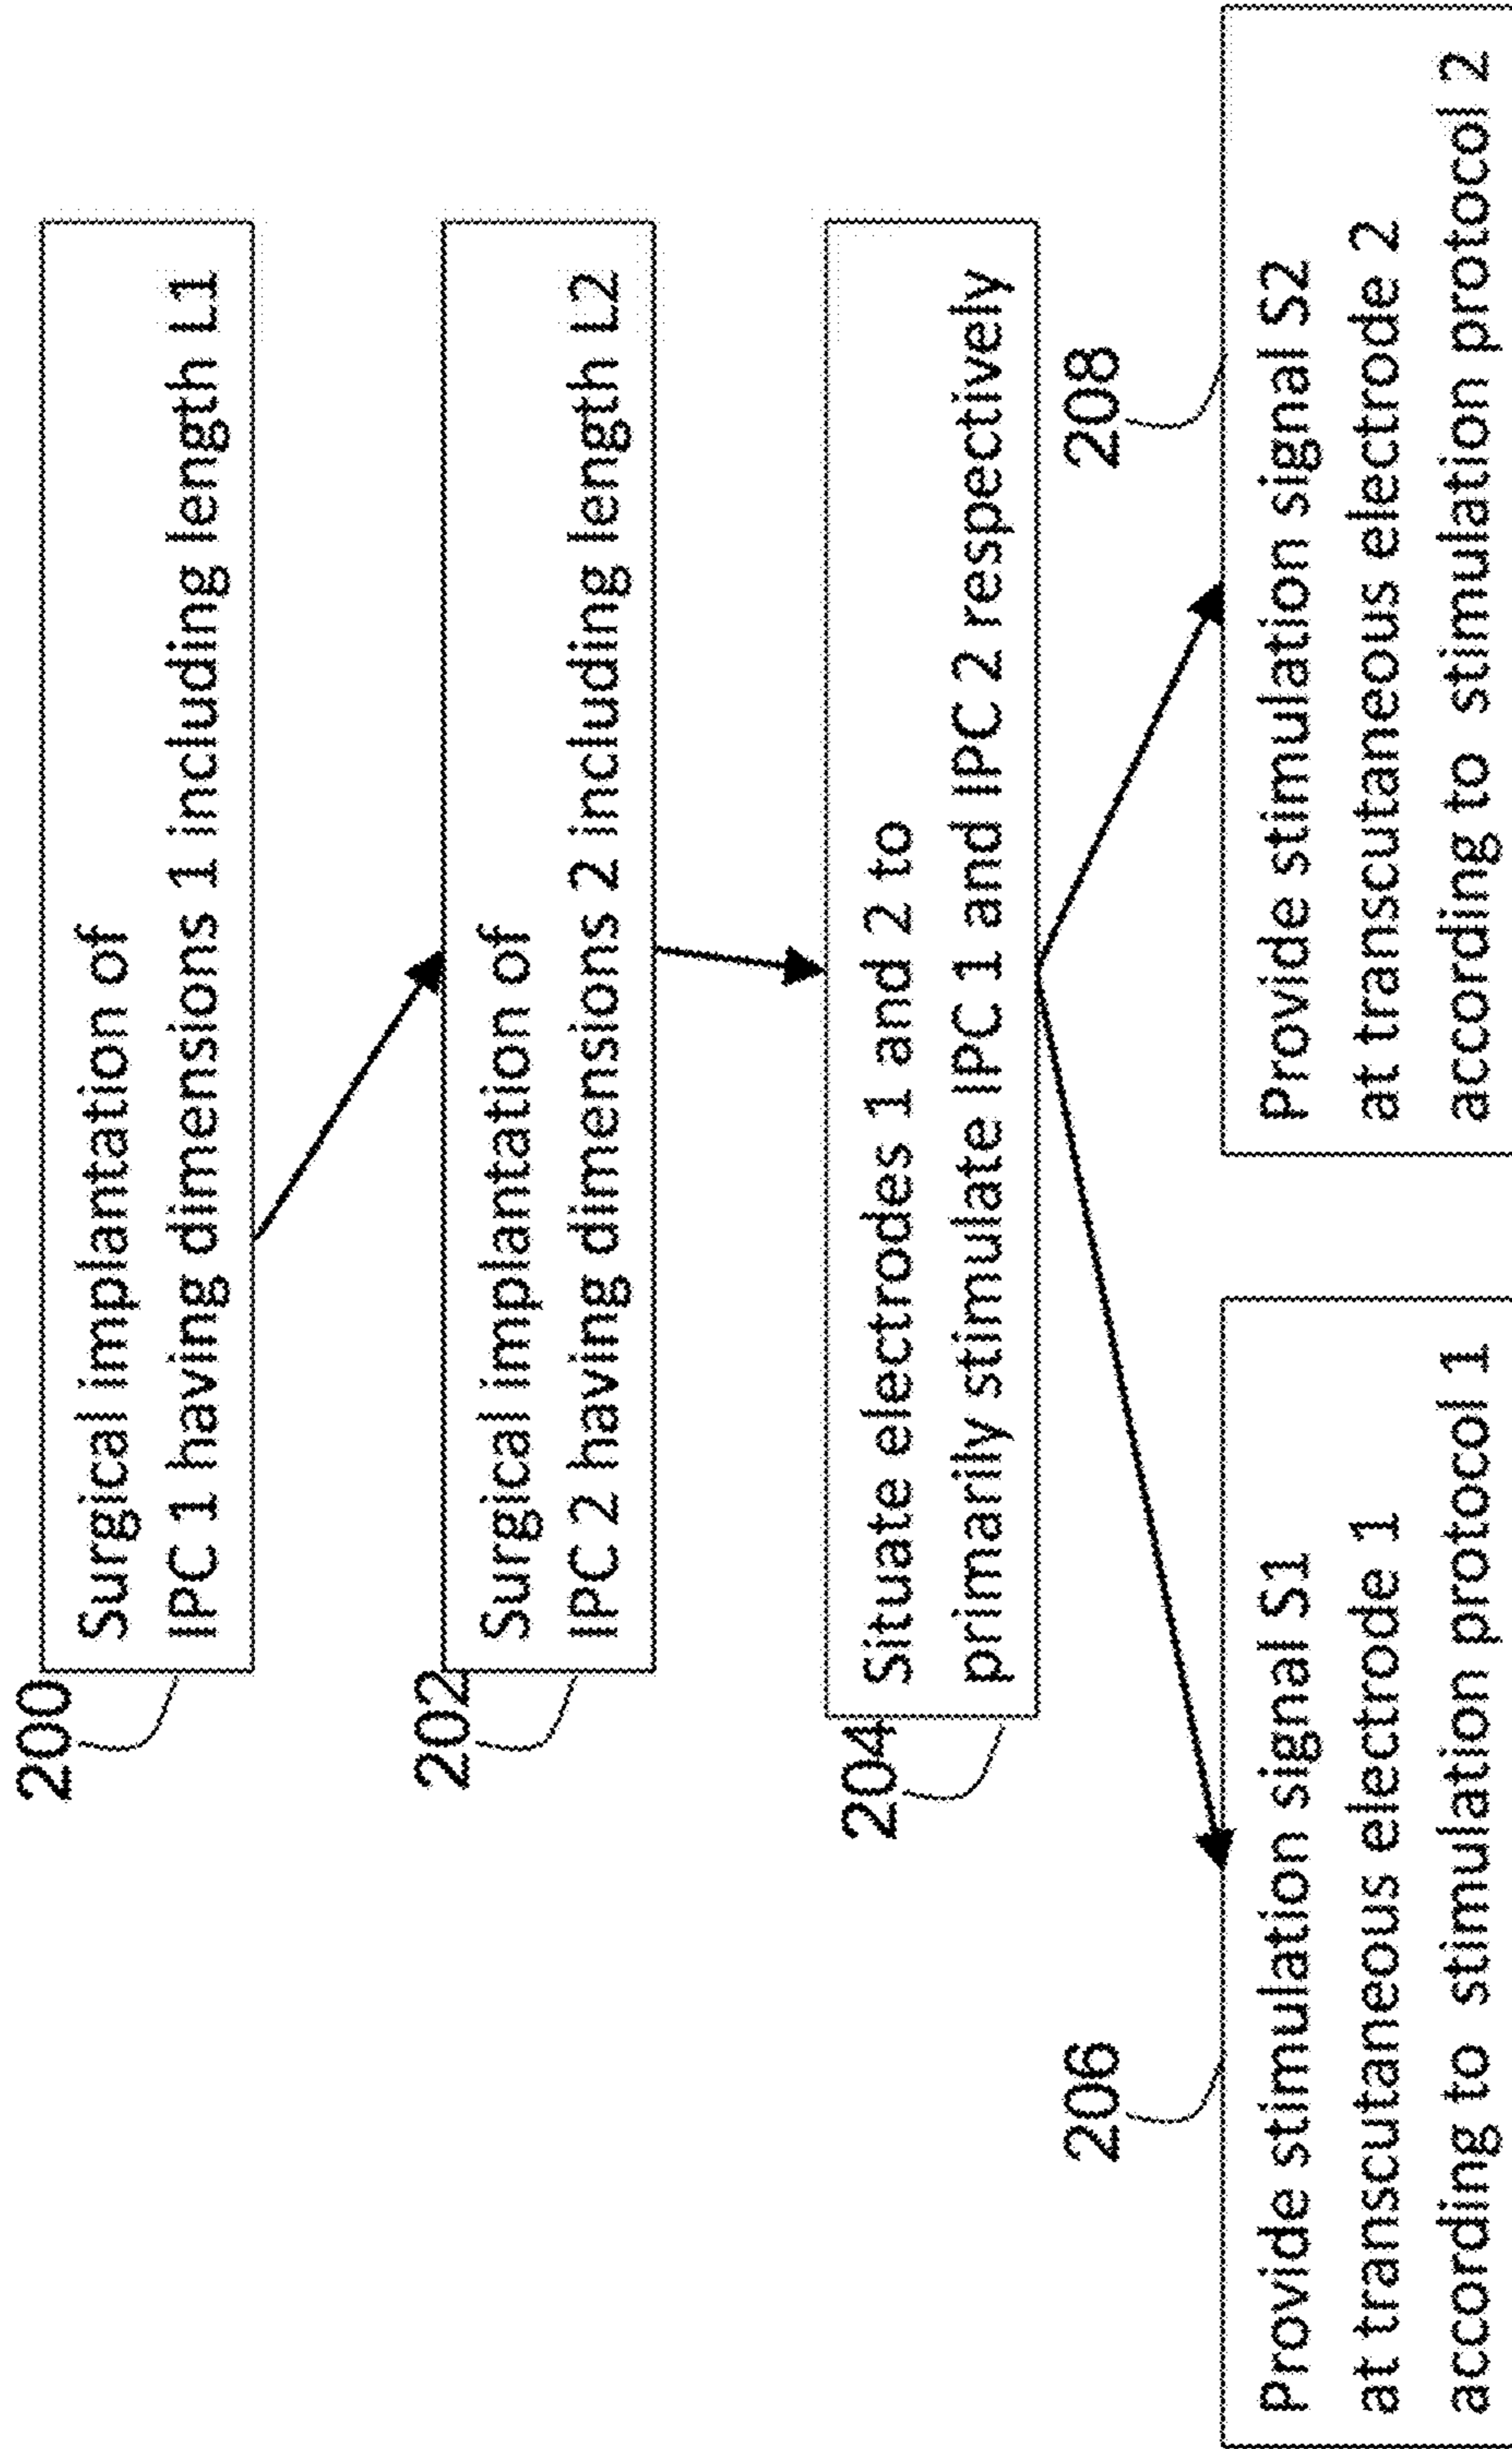 200
Surgical implantation of
IPC 1 having dimensions 1 including length L1
202
Surgical implantation of
IPC 2 having dimensions 2 including length L2
204
Situate electrodes 1 and 2 to
primarily stimulate IPC 1 and IPC 2 respectively
206
Provide stimulation signal S1
at transcutaneous electrode 1
according to stimulation protocol 1
208
Provide stimulation signal S2
at transcutaneous electrode 2
according to stimulation protocol 2